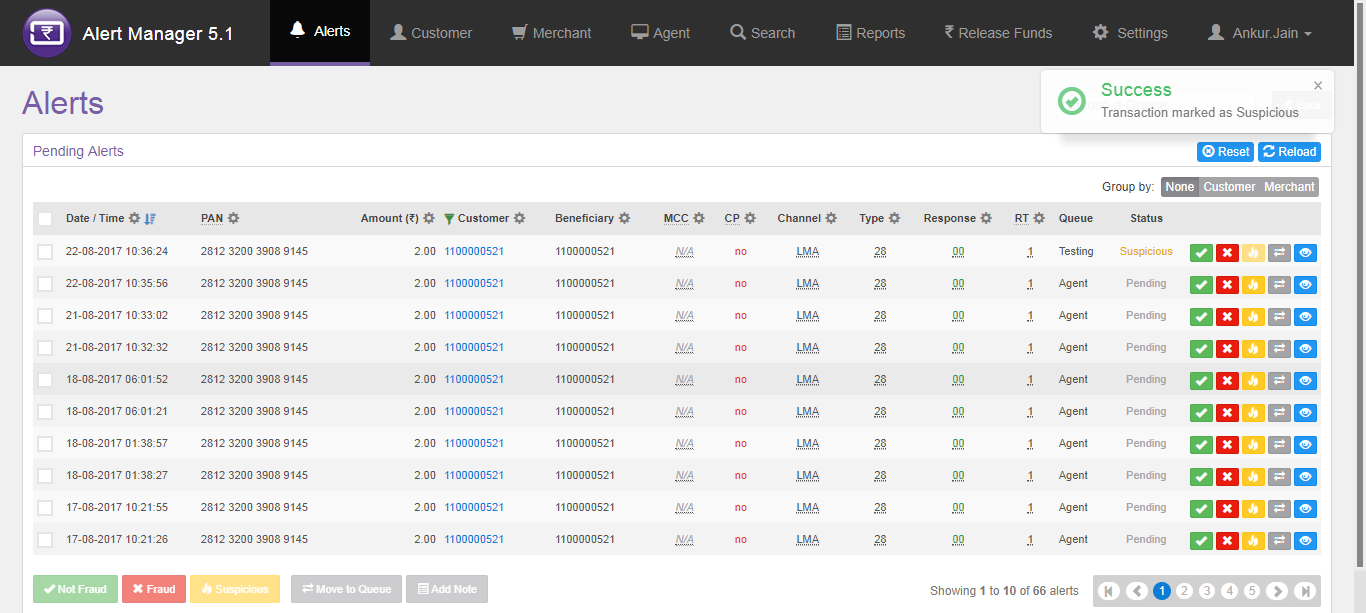 Alert Manager 5.1 Alerts Customer Merchant Agent Search Reports ₹ Release Funds Settings Ankur.Jain
Success
Transaction marked as Suspicious
Alerts
Pending Alerts Reset Reload
Group by: None Customer Merchant
Date / Time PAN Amount (₹) Customer Beneficiary MCC CP Channel Type Response RT Queue Status
22-08-2017 10:36:24 2812 3200 3908 9145 2.00 1100000521 1100000521 N/A no LMA 28 00 1 Testing Suspicious
22-08-2017 10:35:56 2812 3200 3908 9145 2.00 1100000521 1100000521 N/A no LMA 28 00 1 Agent Pending
21-08-2017 10:33:02 2812 3200 3908 9145 2.00 1100000521 1100000521 N/A no LMA 28 00 1 Agent Pending
21-08-2017 10:32:32 2812 3200 3908 9145 2.00 1100000521 1100000521 N/A no LMA 28 00 1 Agent Pending
18-08-2017 06:01:52 2812 3200 3908 9145 2.00 1100000521 1100000521 N/A no LMA 28 00 1 Agent Pending
18-08-2017 06:01:21 2812 3200 3908 9145 2.00 1100000521 1100000521 N/A no LMA 28 00 1 Agent Pending
18-08-2017 01:38:57 2812 3200 3908 9145 2.00 1100000521 1100000521 N/A no LMA 28 00 1 Agent Pending
18-08-2017 01:38:27 2812 3200 3908 9145 2.00 1100000521 1100000521 N/A no LMA 28 00 1 Agent Pending
17-08-2017 10:21:55 2812 3200 3908 9145 2.00 1100000521 1100000521 N/A no LMA 28 00 1 Agent Pending
17-08-2017 10:21:26 2812 3200 3908 9145 2.00 1100000521 1100000521 N/A no LMA 28 00 1 Agent Pending
Not Fraud Fraud Suspicious Move to Queue Add Note Showing 1 to 10 of 66 alerts 1 2 3 4 5